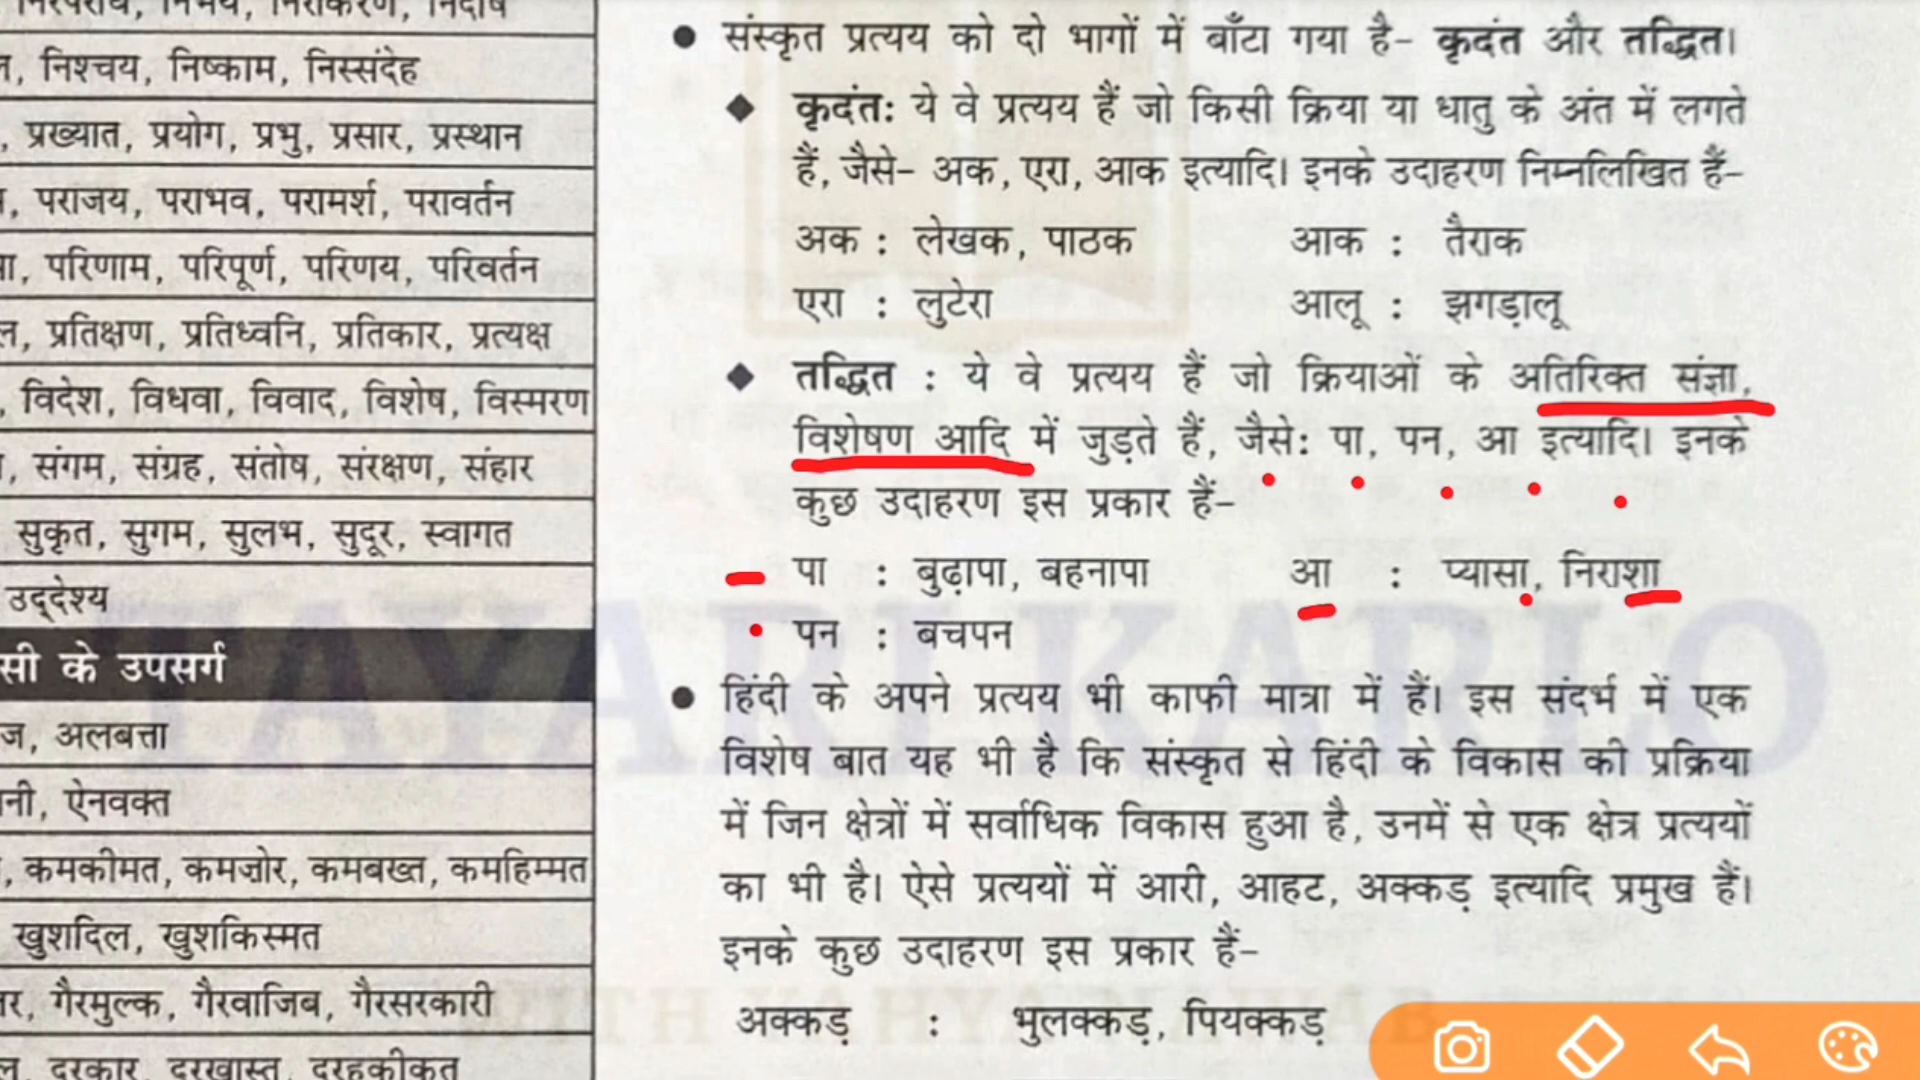 निश्चय, निष्काम, निस्संदेह
प्रख्यात, प्रयोग, प्रभु, प्रसार, प्रस्थान
पराजय, पराभव, परामर्श, परावर्तन
परिणाम, परिपूर्ण, परिणय, परिवर्तन
प्रतिक्षण, प्रतिध्वनि, प्रतिकार, प्रत्यक्ष
विदेश, विधवा, विवाद, विशेष, विस्मरण
संगम, संग्रह, संतोष, संरक्षण, संहार
सुकृत, सुगम, सुलभ, सुदूर, स्वागत
उद्देश्य
सी के उपसर्ग
अलबत्ता
ऐनवक्त
कमकीमत, कमज़ोर, कमबख्त, कमहिम्मत
खुशदिल, खुशकिस्मत
गैरमुल्क, गैरवाजिब, गैरसरकारी
दरकार, दरखास्त, दरहकीकत
● संस्कृत प्रत्यय को दो भागों में बाँटा गया है- कृदंत और तद्धित।
◆ कृदंत: ये वे प्रत्यय हैं जो किसी क्रिया या धातु के अंत में लगते
हैं, जैसे- अक, एरा, आक इत्यादि। इनके उदाहरण निम्नलिखित हैं-
अक : लेखक, पाठक आक : तैराक
एरा : लुटेरा आलू : झगड़ालू
◆ तद्धित : ये वे प्रत्यय हैं जो क्रियाओं के अतिरिक्त संज्ञा,
विशेषण आदि में जुड़ते हैं, जैसे: पा, पन, आ इत्यादि। इनके
कुछ उदाहरण इस प्रकार हैं-
पा : बुढ़ापा, बहनापा आ : प्यासा, निराशा
पन : बचपन
● हिंदी के अपने प्रत्यय भी काफी मात्रा में हैं। इस संदर्भ में एक
विशेष बात यह भी है कि संस्कृत से हिंदी के विकास की प्रक्रिया
में जिन क्षेत्रों में सर्वाधिक विकास हुआ है, उनमें से एक क्षेत्र प्रत्ययों
का भी है। ऐसे प्रत्ययों में आरी, आहट, अक्कड़ इत्यादि प्रमुख हैं।
इनके कुछ उदाहरण इस प्रकार हैं-
अक्कड़ : भुलक्कड़, पियक्कड़
TAYARI KARLO
WITH